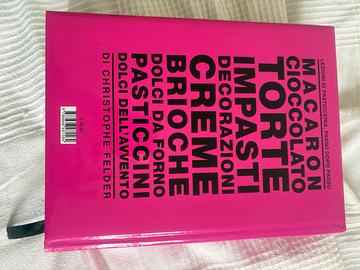 LEZIONI DI PASTICCERIA, PASSO DOPO PASSO
MACARON
CIOCCOLATO
TORTE
IMPASTI
DECORAZIONI
CREME
BRIOCHE
DOLCI DA FORNO
PASTICCINI
DOLCI DELL'AVVENTO
DI CHRISTOPHE FELDER